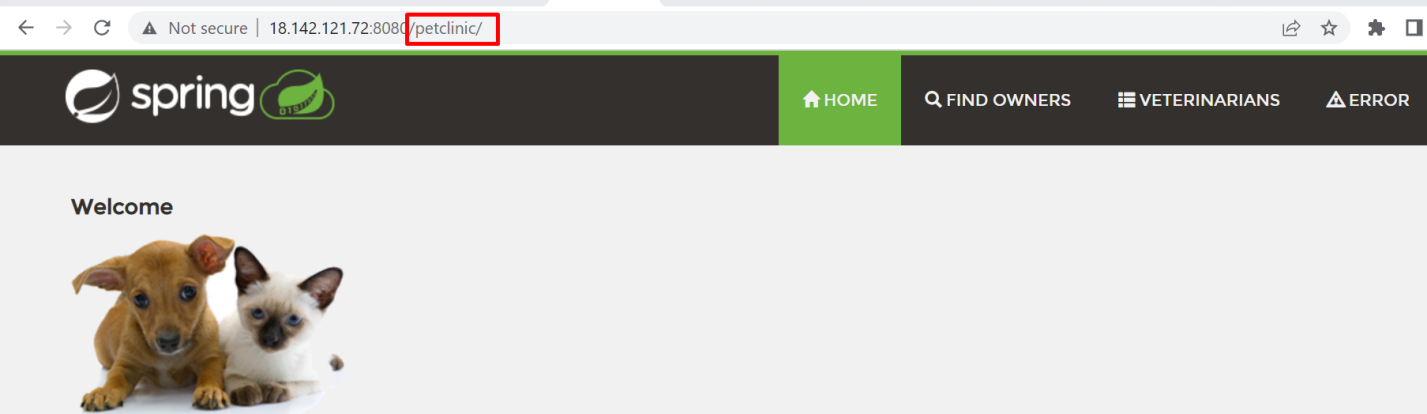 Not secure | 18.142.121.72:8080/petclinic/
spring
HOME
FIND OWNERS
VETERINARIANS
ERROR
Welcome